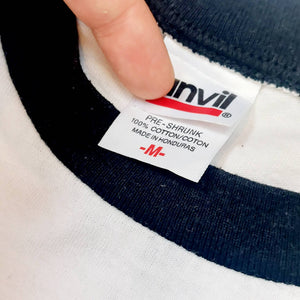 nvil®
PRE-SHRUNK
100% COTTON/COTON
MADE IN HONDURAS
-M-